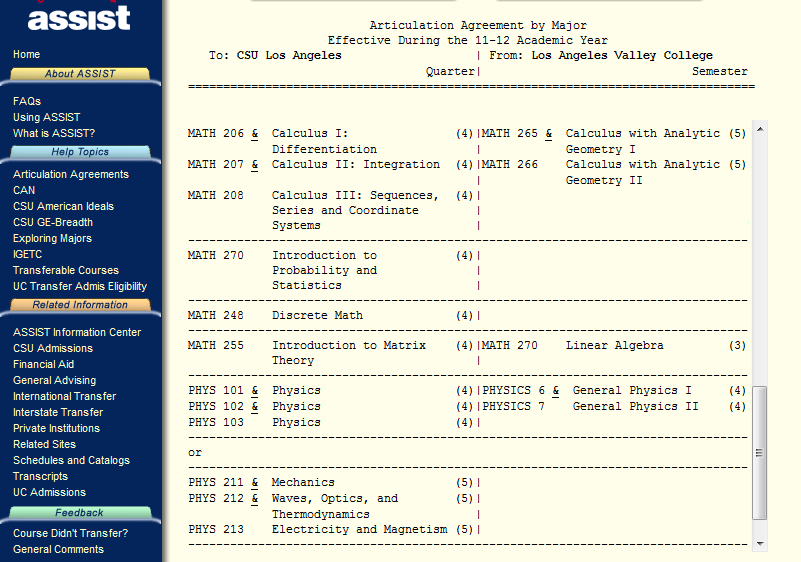 assist
Home
About ASSIST
FAQs
Using ASSIST
What is ASSIST?
Help Topics
Articulation Agreements
CAN
CSU American Ideals
CSU GE-Breadth
Exploring Majors
IGETC
Transferable Courses
UC Transfer Admis Eligibility
Related Information
ASSIST Information Center
CSU Admissions
Financial Aid
General Advising
International Transfer
Interstate Transfer
Private Institutions
Related Sites
Schedules and Catalogs
Transcripts
UC Admissions
Feedback
Course Didn't Transfer?
General Comments
Articulation Agreement by Major
Effective During the 11-12 Academic Year
To: CSU Los Angeles | From: Los Angeles Valley College
Quarter| Semester
================================================================================
MATH 206 & Calculus I: (4)|MATH 265 & Calculus with Analytic (5)
Differentiation | Geometry I
MATH 207 & Calculus II: Integration (4)|MATH 266 Calculus with Analytic (5)
| Geometry II
MATH 208 Calculus III: Sequences, (4)|
Series and Coordinate |
Systems |
--------------------------------------------------------------------------------
MATH 270 Introduction to (4)|
Probability and |
Statistics |
--------------------------------------------------------------------------------
MATH 248 Discrete Math (4)|
--------------------------------------------------------------------------------
MATH 255 Introduction to Matrix (4)|MATH 270 Linear Algebra (3)
Theory |
--------------------------------------------------------------------------------
PHYS 101 & Physics (4)|PHYSICS 6 & General Physics I (4)
PHYS 102 & Physics (4)|PHYSICS 7 General Physics II (4)
PHYS 103 Physics (4)|
--------------------------------------------------------------------------------
or
--------------------------------------------------------------------------------
PHYS 211 & Mechanics (5)|
PHYS 212 & Waves, Optics, and (5)|
Thermodynamics |
PHYS 213 Electricity and Magnetism (5)|
--------------------------------------------------------------------------------